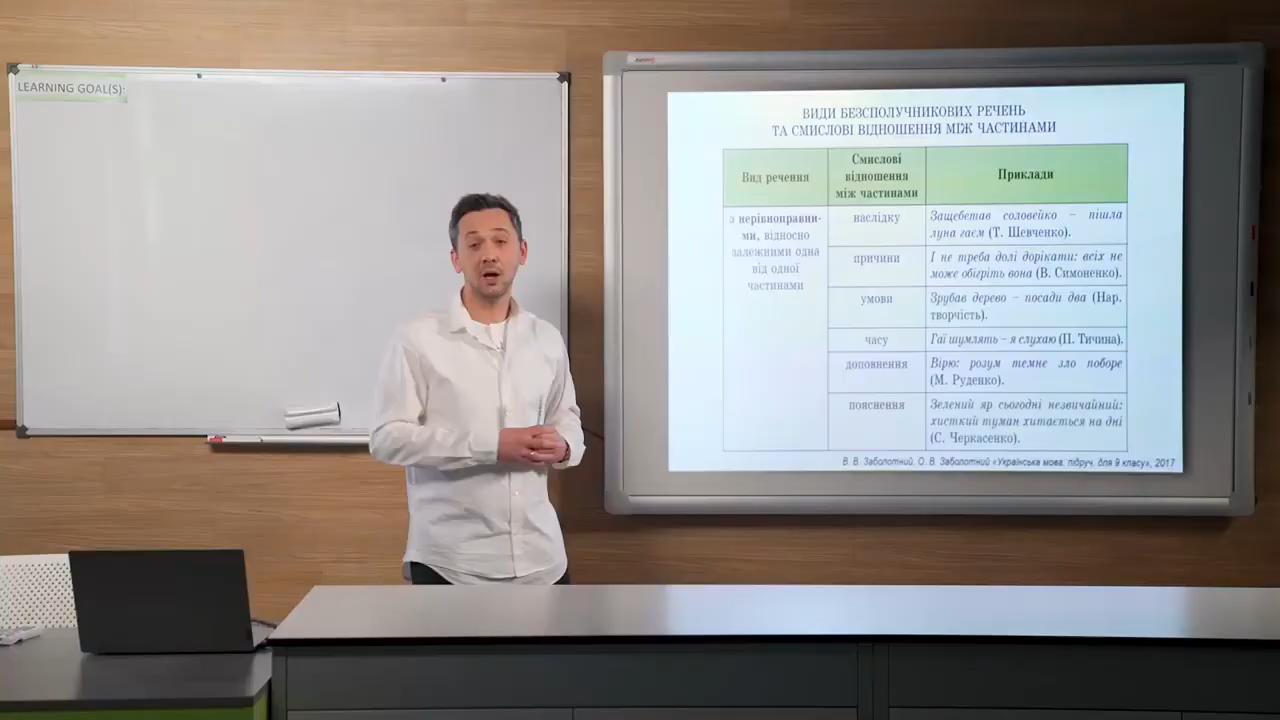 LEARNING GOAL(S):
ВИДИ БЕЗСПОЛУЧНИКОВИХ РЕЧЕНЬ
ТА СМИСЛОВІ ВІДНОШЕННЯ МІЖ ЧАСТИНАМИ
Вид речення
Смислові
відношення
між частинами
Приклади
з нерівноправни-
ми, відносно
залежними одна
від одної
частинами
наслідку
Защебетав соловейко – пішла
луна гаєм (Т. Шевченко).
причини
І не треба долі дорікати: всіх не
може обігріть вона (В. Симоненко).
умови
Зрубав дерево – посади два (Нар.
творчість).
часу
Гаї шумлять – я слухаю (П. Тичина).
доповнення
Вірю: розум темне зло поборе
(М. Руденко).
пояснення
Зелений яр сьогодні незвичайний:
хисткий туман хитається на дні
(С. Черкасенко).
В. В. Заболотний, О. В. Заболотний «Українська мова: підруч. для 9 класу», 2017